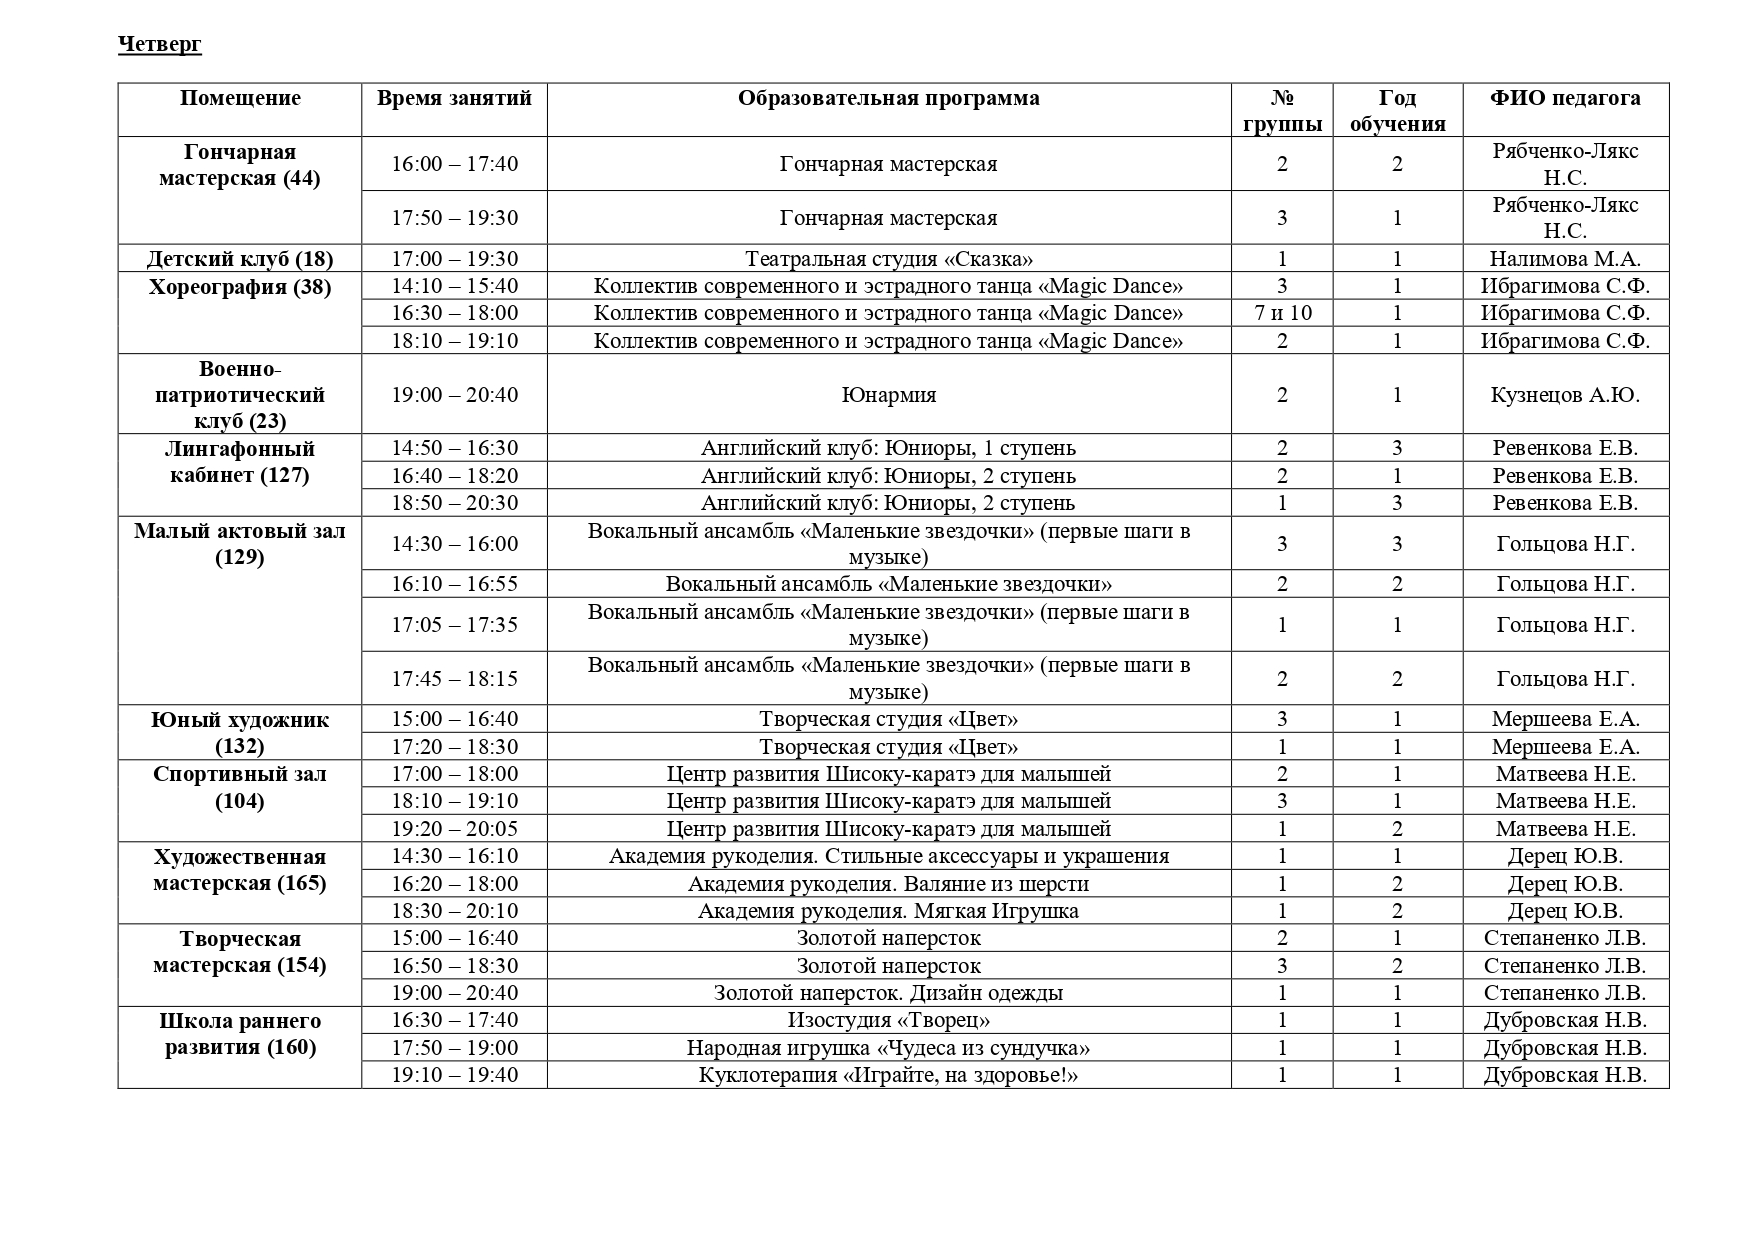 Четверг
Помещение Время занятий Образовательная программа № группы Год обучения ФИО педагога
Гончарная мастерская (44) 16:00 – 17:40 Гончарная мастерская 2 2 Рябченко-Лякс Н.С.
17:50 – 19:30 Гончарная мастерская 3 1 Рябченко-Лякс Н.С.
Детский клуб (18) 17:00 – 19:30 Театральная студия «Сказка» 1 1 Налимова М.А.
Хореография (38) 14:10 – 15:40 Коллектив современного и эстрадного танца «Magic Dance» 3 1 Ибрагимова С.Ф.
16:30 – 18:00 Коллектив современного и эстрадного танца «Magic Dance» 7 и 10 1 Ибрагимова С.Ф.
18:10 – 19:10 Коллектив современного и эстрадного танца «Magic Dance» 2 1 Ибрагимова С.Ф.
Военно-патриотический клуб (23) 19:00 – 20:40 Юнармия 2 1 Кузнецов А.Ю.
Лингафонный кабинет (127) 14:50 – 16:30 Английский клуб: Юниоры, 1 ступень 2 3 Ревенкова Е.В.
16:40 – 18:20 Английский клуб: Юниоры, 2 ступень 2 1 Ревенкова Е.В.
18:50 – 20:30 Английский клуб: Юниоры, 2 ступень 1 3 Ревенкова Е.В.
Малый актовый зал (129) 14:30 – 16:00 Вокальный ансамбль «Маленькие звездочки» (первые шаги в музыке) 3 3 Гольцова Н.Г.
16:10 – 16:55 Вокальный ансамбль «Маленькие звездочки» 2 2 Гольцова Н.Г.
17:05 – 17:35 Вокальный ансамбль «Маленькие звездочки» (первые шаги в музыке) 1 1 Гольцова Н.Г.
17:45 – 18:15 Вокальный ансамбль «Маленькие звездочки» (первые шаги в музыке) 2 2 Гольцова Н.Г.
Юный художник (132) 15:00 – 16:40 Творческая студия «Цвет» 3 1 Мершеева Е.А.
17:20 – 18:30 Творческая студия «Цвет» 1 1 Мершеева Е.А.
Спортивный зал (104) 17:00 – 18:00 Центр развития Шисоку-каратэ для малышей 2 1 Матвеева Н.Е.
18:10 – 19:10 Центр развития Шисоку-каратэ для малышей 3 1 Матвеева Н.Е.
19:20 – 20:05 Центр развития Шисоку-каратэ для малышей 1 2 Матвеева Н.Е.
Художественная мастерская (165) 14:30 – 16:10 Академия рукоделия. Стильные аксессуары и украшения 1 1 Дерец Ю.В.
16:20 – 18:00 Академия рукоделия. Валяние из шерсти 1 2 Дерец Ю.В.
18:30 – 20:10 Академия рукоделия. Мягкая Игрушка 1 2 Дерец Ю.В.
Творческая мастерская (154) 15:00 – 16:40 Золотой наперсток 2 1 Степаненко Л.В.
16:50 – 18:30 Золотой наперсток 3 2 Степаненко Л.В.
19:00 – 20:40 Золотой наперсток. Дизайн одежды 1 1 Степаненко Л.В.
Школа раннего развития (160) 16:30 – 17:40 Изостудия «Творец» 1 1 Дубровская Н.В.
17:50 – 19:00 Народная игрушка «Чудеса из сундучка» 1 1 Дубровская Н.В.
19:10 – 19:40 Куклотерапия «Играйте, на здоровье!» 1 1 Дубровская Н.В.